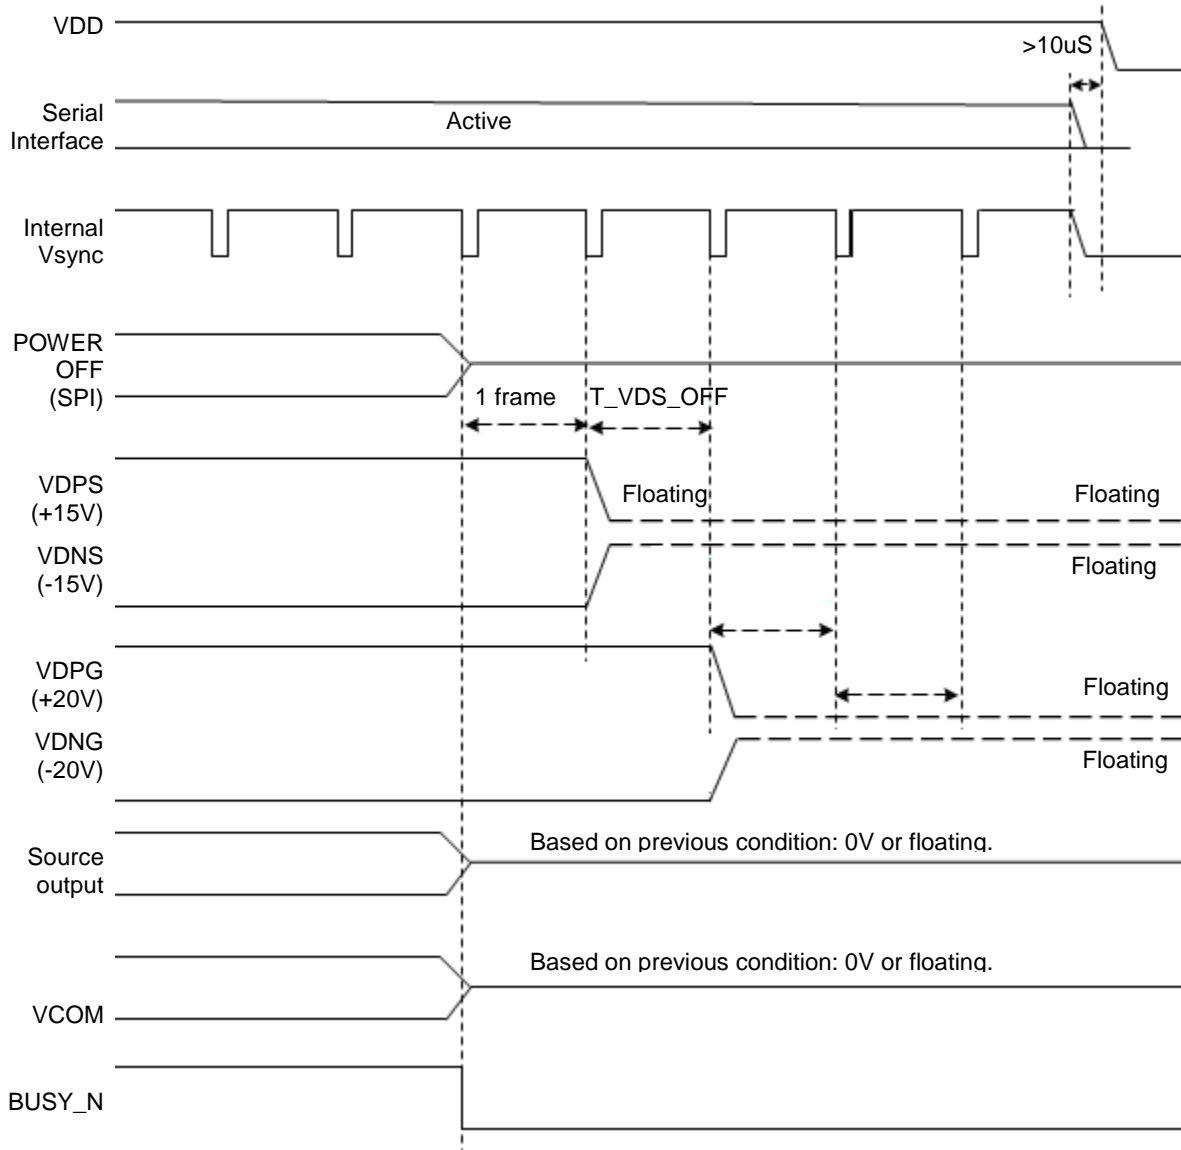 VDD
>10uS
Serial
Interface
Active
Internal
Vsync
POWER
OFF
(SPI)
1 frame
T_VDS_OFF
VDPS
(+15V)
Floating
Floating
VDNS
(-15V)
Floating
VDPG
(+20V)
Floating
VDNG
(-20V)
Floating
Source
output
Based on previous condition: 0V or floating.
VCOM
Based on previous condition: 0V or floating.
BUSY_N